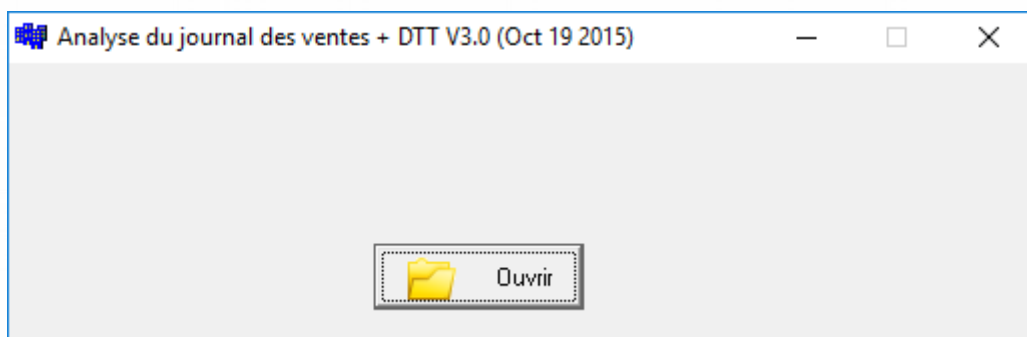 Analyse du journal des ventes + DTT V3.0 (Oct 19 2015)
Ouvrir